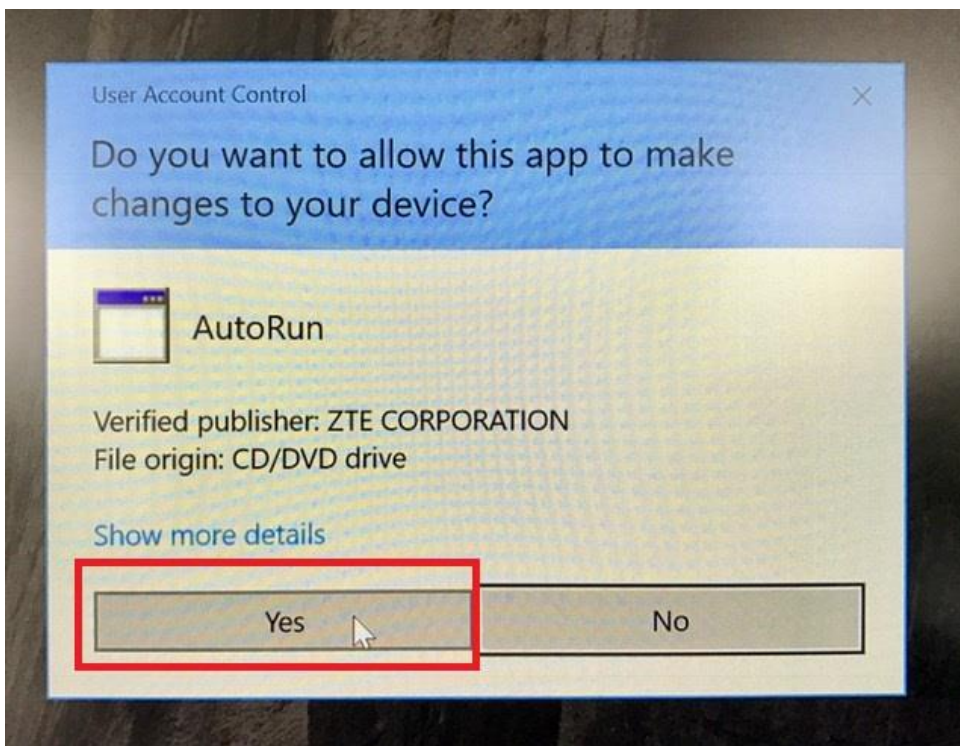 User Account Control
Do you want to allow this app to make
changes to your device?
AutoRun
Verified publisher: ZTE CORPORATION
File origin: CD/DVD drive
Show more details
Yes
No